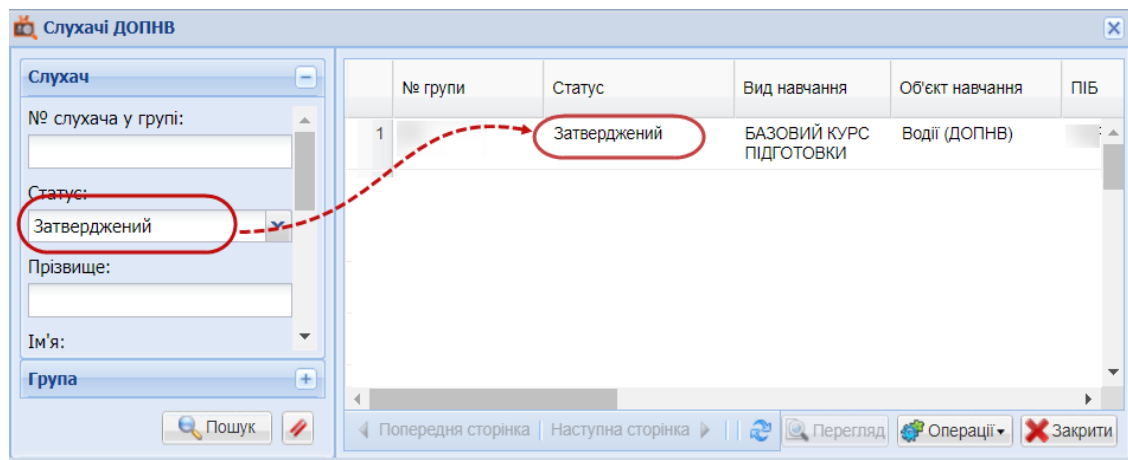 Слухачі ДОПНВ
Слухач
№ слухача у групі:
Статус:
Затверджений
Прізвище:
Ім'я:
Група
Пошук
№ групи Статус Вид навчання Об'єкт навчання ПІБ
1 Затверджений БАЗОВИЙ КУРС Водії (ДОПНВ)
ПІДГОТОВКИ
Попередня сторінка Наступна сторінка Перегляд Операції Закрити